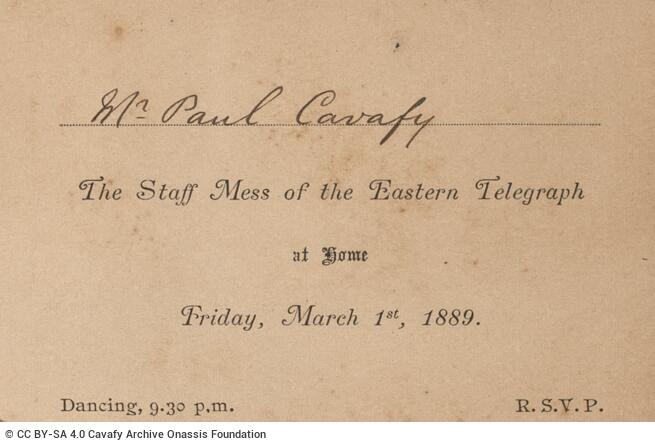 Mr Paul Cavafy
The Staff Mess of the Eastern Telegraph
at Home
Friday, March 1st, 1889.
Dancing, 9.30 p.m. R.S.V.P.
© CC BY-SA 4.0 Cavafy Archive Onassis Foundation